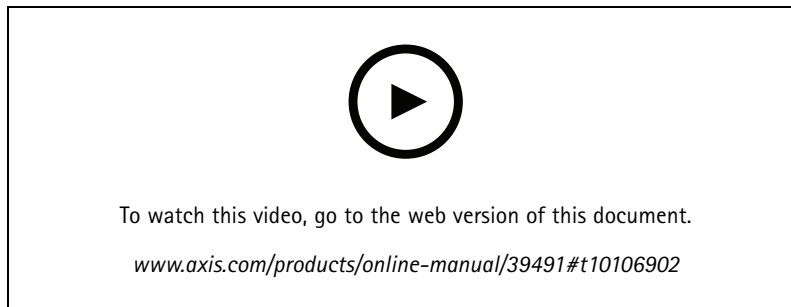 To watch this video, go to the web version of this document.
www.axis.com/products/online-manual/39491#t10106902